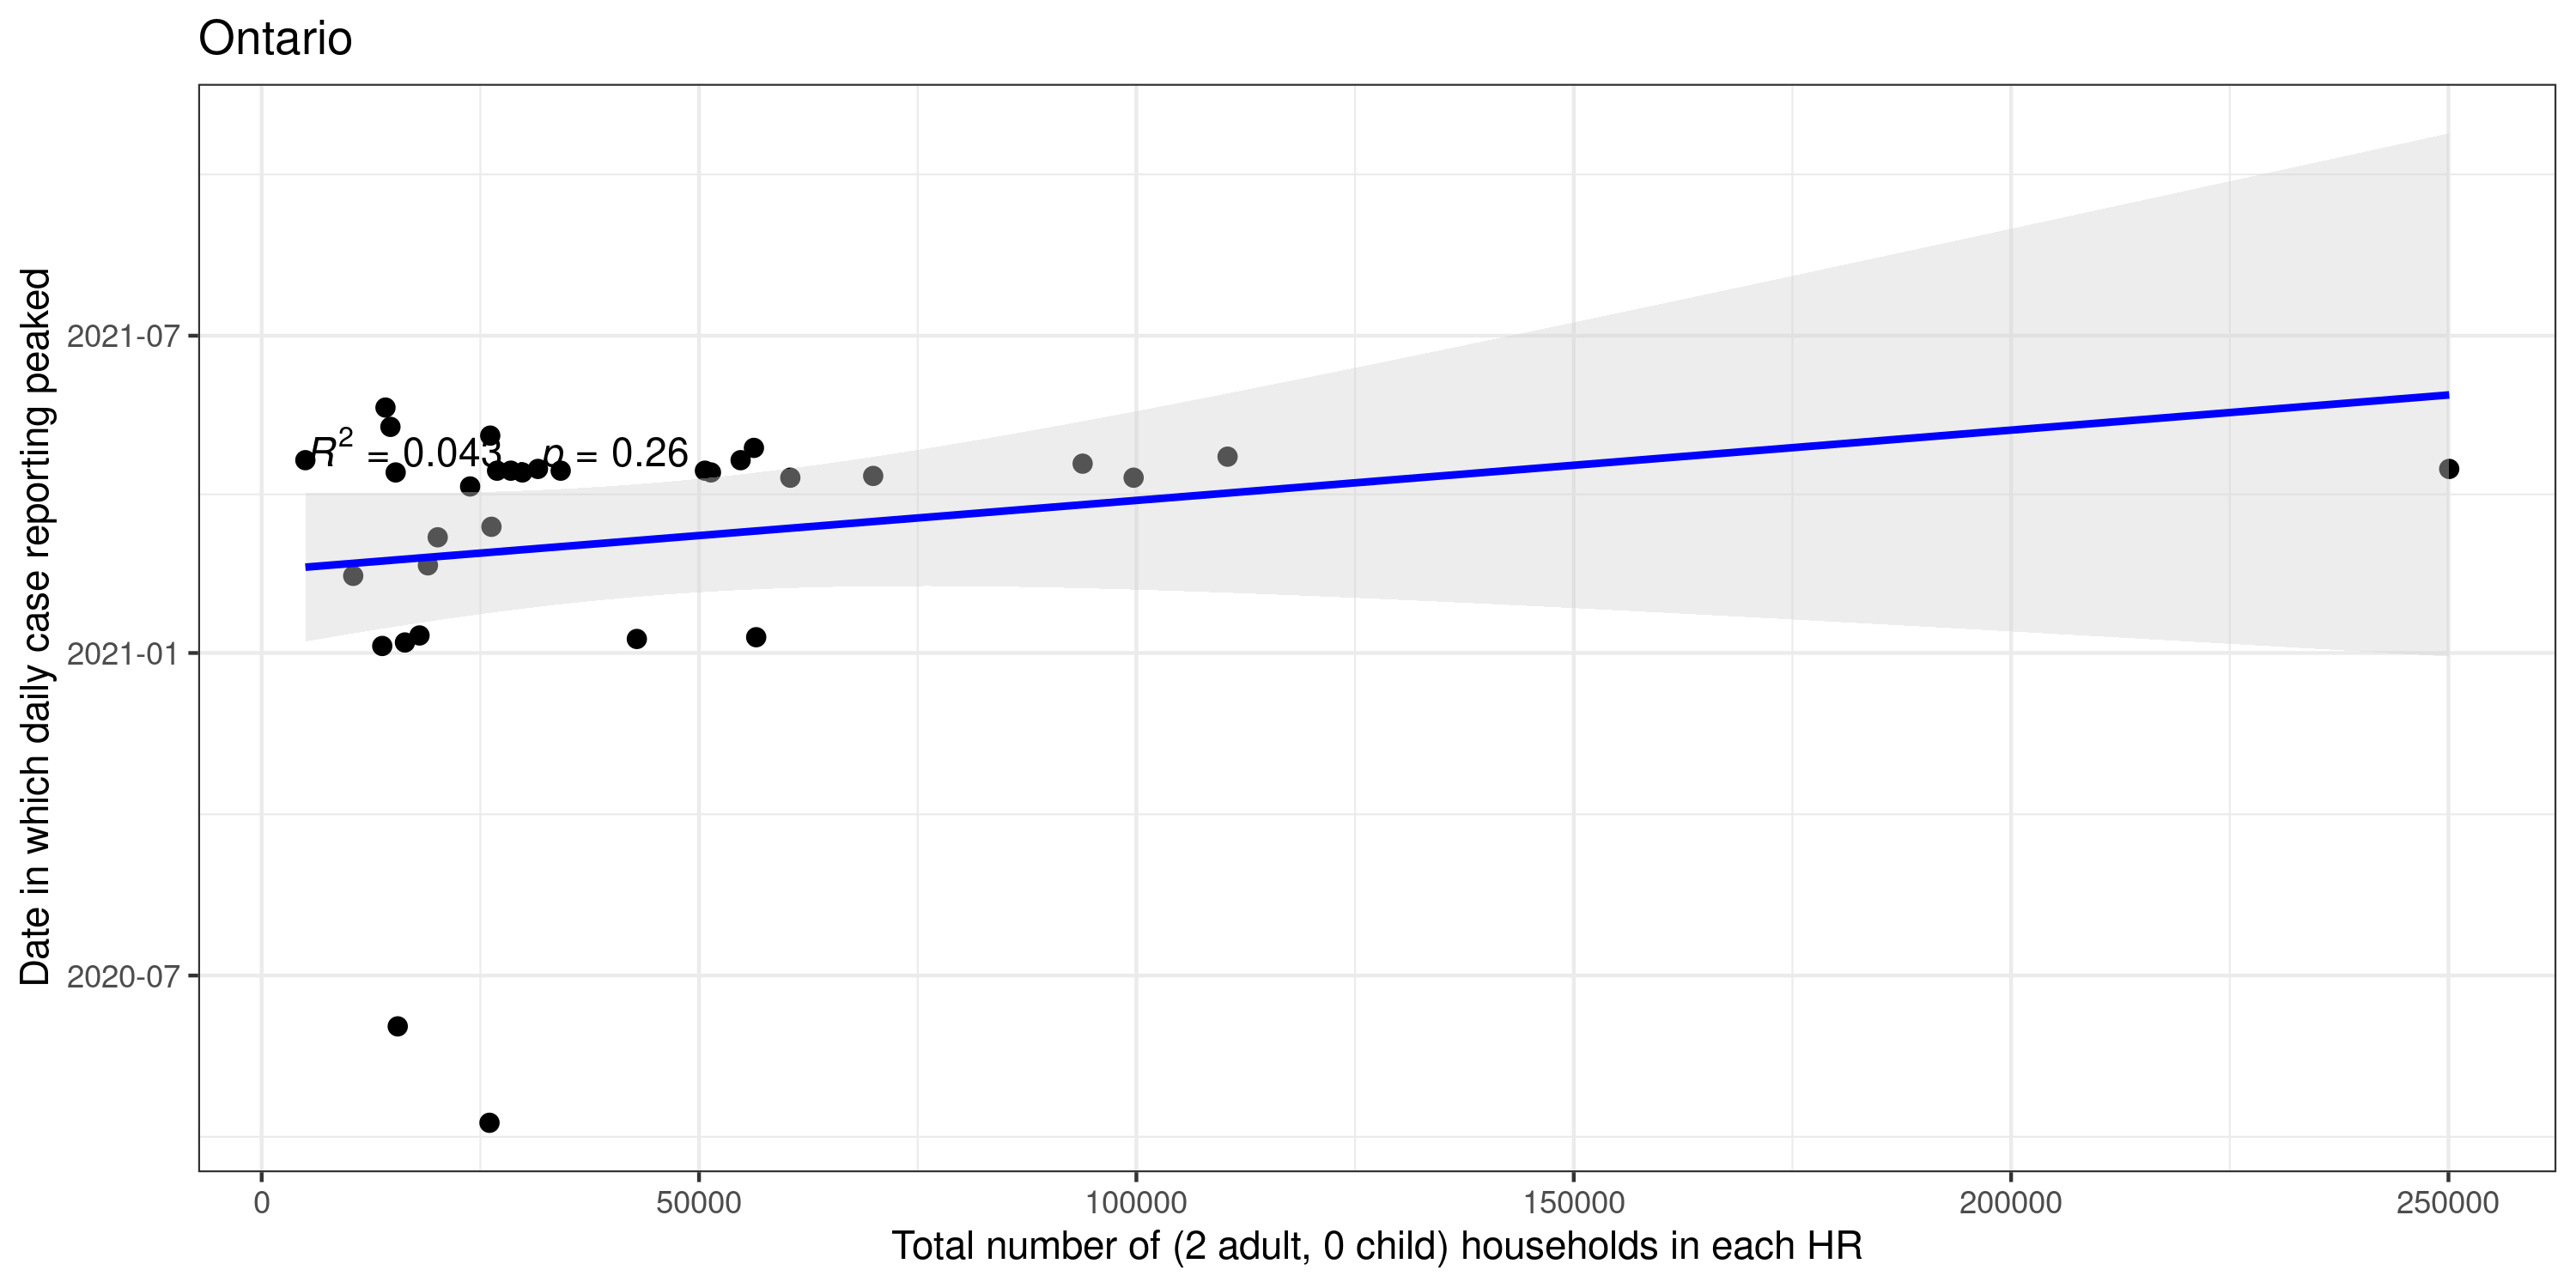 Ontario
Date in which daily case reporting peaked
2021-07
R² = 0.043 p = 0.26
2021-01
2020-07
0 50000 100000 150000 200000 250000
Total number of (2 adult, 0 child) households in each HR